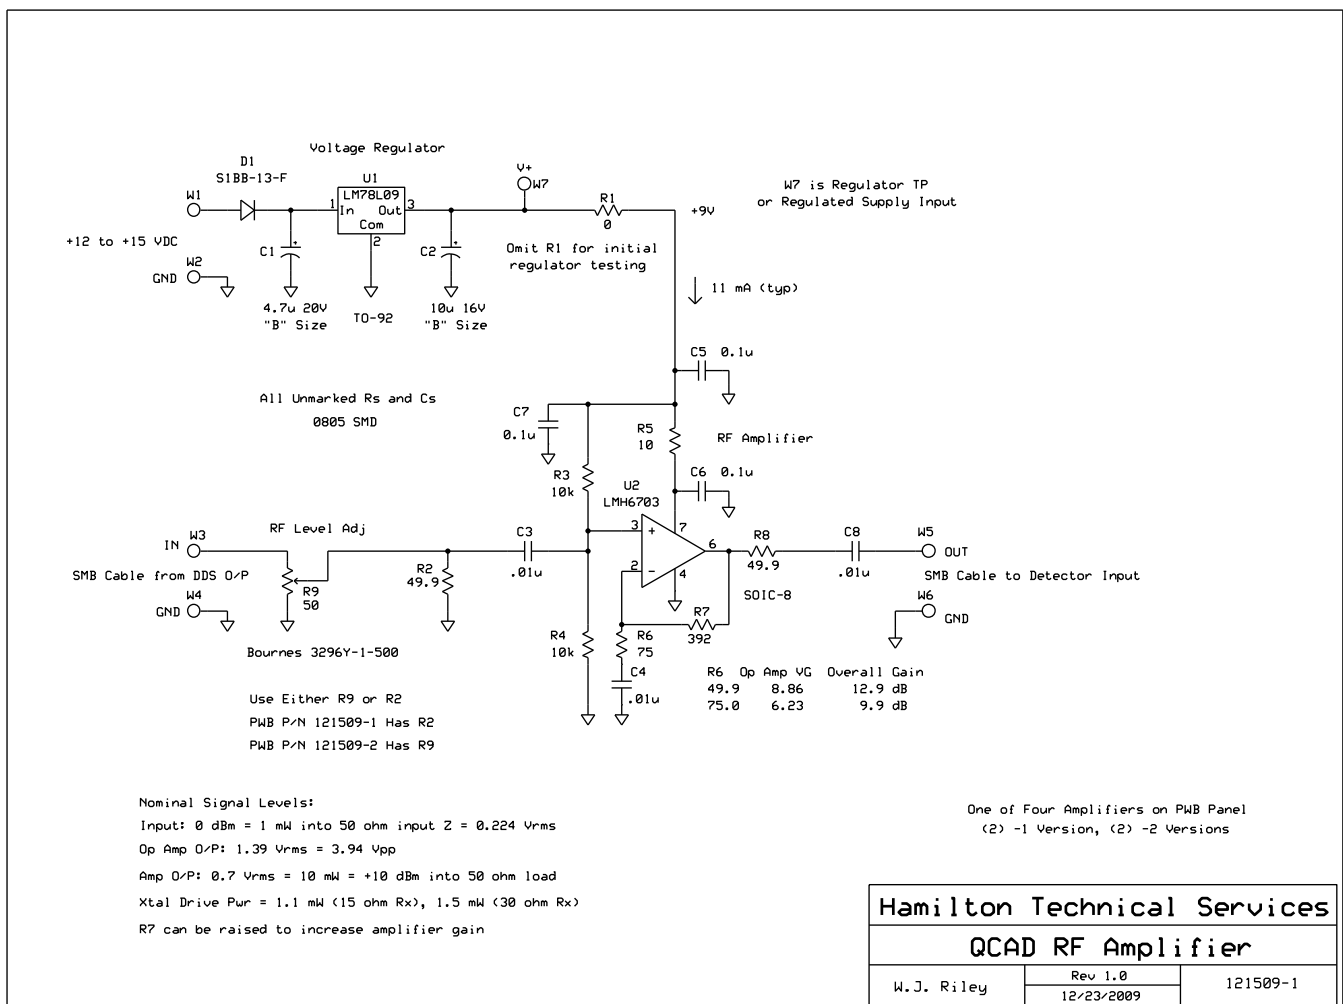 Voltage Regulator
D1
S1BB-13-F
U1
LM78L09
V+
W7
W1
1 In Out 3
Com
2
R1
0
+9V
W7 is Regulator TP
or Regulated Supply Input
+12 to +15 VDC
W2
GND
C1
C2
Omit R1 for initial
regulator testing
11 mA (typ)
4.7u 20V
"B" Size
TO-92
10u 16V
"B" Size
C5 0.1u
All Unmarked Rs and Cs
0805 SMD
C7
0.1u
R5
10
RF Amplifier
R3
10k
C6 0.1u
U2
LMH6703
IN
W3
RF Level Adj
C3
.01u
3
+
7
6
2
-
4
R8
49.9
C8
.01u
W5
OUT
SMB Cable from DDS O/P
R9
50
R2
49.9
SOIC-8
SMB Cable to Detector Input
W4
GND
W6
GND
Bournes 3296Y-1-500
R4
10k
R6
75
R7
392
C4
.01u
R6 Op Amp VG Overall Gain
49.9 8.86 12.9 dB
75.0 6.23 9.9 dB
Use Either R9 or R2
PWB P/N 121509-1 Has R2
PWB P/N 121509-2 Has R9
Nominal Signal Levels:
Input: 0 dBm = 1 mW into 50 ohm input Z = 0.224 Vrms
Op Amp O/P: 1.39 Vrms = 3.94 Vpp
Amp O/P: 0.7 Vrms = 10 mW = +10 dBm into 50 ohm load
Xtal Drive Pwr = 1.1 mW (15 ohm Rx), 1.5 mW (30 ohm Rx)
R7 can be raised to increase amplifier gain
One of Four Amplifiers on PWB Panel
(2) -1 Version, (2) -2 Versions
Hamilton Technical Services
QCAD RF Amplifier
W.J. Riley
Rev 1.0
12/23/2009
121509-1